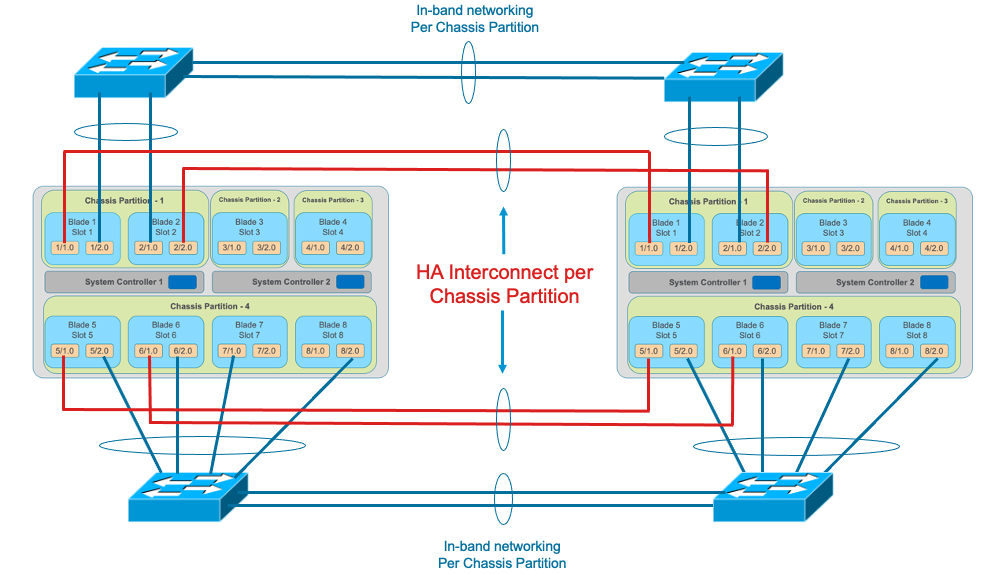 In-band networking
Per Chassis Partition
Chassis Partition - 1
Chassis Partition - 2
Chassis Partition - 3
Blade 1
Slot 1
Blade 2
Slot 2
Blade 3
Slot 3
Blade 4
Slot 4
1/1.0
1/2.0
2/1.0
2/2.0
3/1.0
3/2.0
4/1.0
4/2.0
System Controller 1
System Controller 2
Chassis Partition - 4
Blade 5
Slot 5
Blade 6
Slot 6
Blade 7
Slot 7
Blade 8
Slot 8
5/1.0
5/2.0
6/1.0
6/2.0
7/1.0
7/2.0
8/1.0
8/2.0
HA Interconnect per
Chassis Partition
Chassis Partition - 1
Chassis Partition - 2
Chassis Partition - 3
Blade 1
Slot 1
Blade 2
Slot 2
Blade 3
Slot 3
Blade 4
Slot 4
1/1.0
1/2.0
2/1.0
2/2.0
3/1.0
3/2.0
4/1.0
4/2.0
System Controller 1
System Controller 2
Chassis Partition - 4
Blade 5
Slot 5
Blade 6
Slot 6
Blade 7
Slot 7
Blade 8
Slot 8
5/1.0
5/2.0
6/1.0
6/2.0
7/1.0
7/2.0
8/1.0
8/2.0
In-band networking
Per Chassis Partition